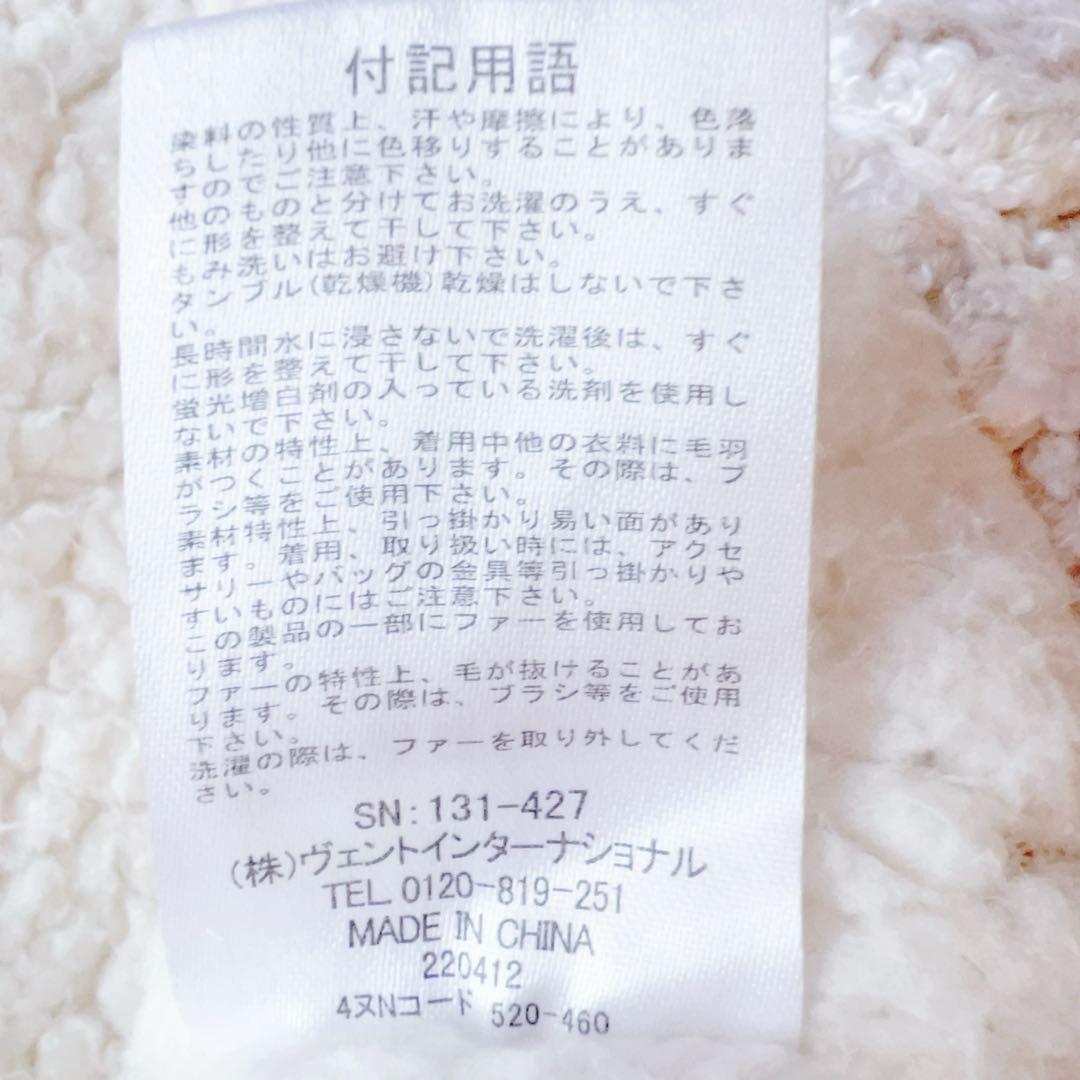 付記用語
染料の性質上、汗や摩擦により、色落
ちしたり他に色移りすることがありま
すのでご注意下さい。
他のものと分けてお洗濯のうえ、すぐ
に形を整えて干して下さい。
もみ洗いはお避け下さい。
タンブル(乾燥機)乾燥はしないで下さ
い。
長時間水に浸さないで洗濯後は、すぐ
に形を整えて干して下さい。
蛍光増白剤の入っている洗剤を使用し
ないで下さい。
素材の特性上、着用中他の衣料に毛羽
がつくことがあります。その際は、ブ
ラシ等をご使用下さい。
素材特性上、引っ掛かり易い面があり
ます。着用、取り扱い時には、アクセ
サリーやバッグの金具等引っ掛かりや
すいものにはご注意下さい。
この製品の一部にファーを使用してお
ります。
ファーの特性上、毛が抜けることがあ
ります。その際は、ブラシ等をご使用
下さい。
洗濯の際は、ファーを取り外してくだ
さい。
SN:131-427
(株)ヴェントインターナショナル
TEL.0120-819-251
MADE IN CHINA
220412
4ヌNコード 520-460